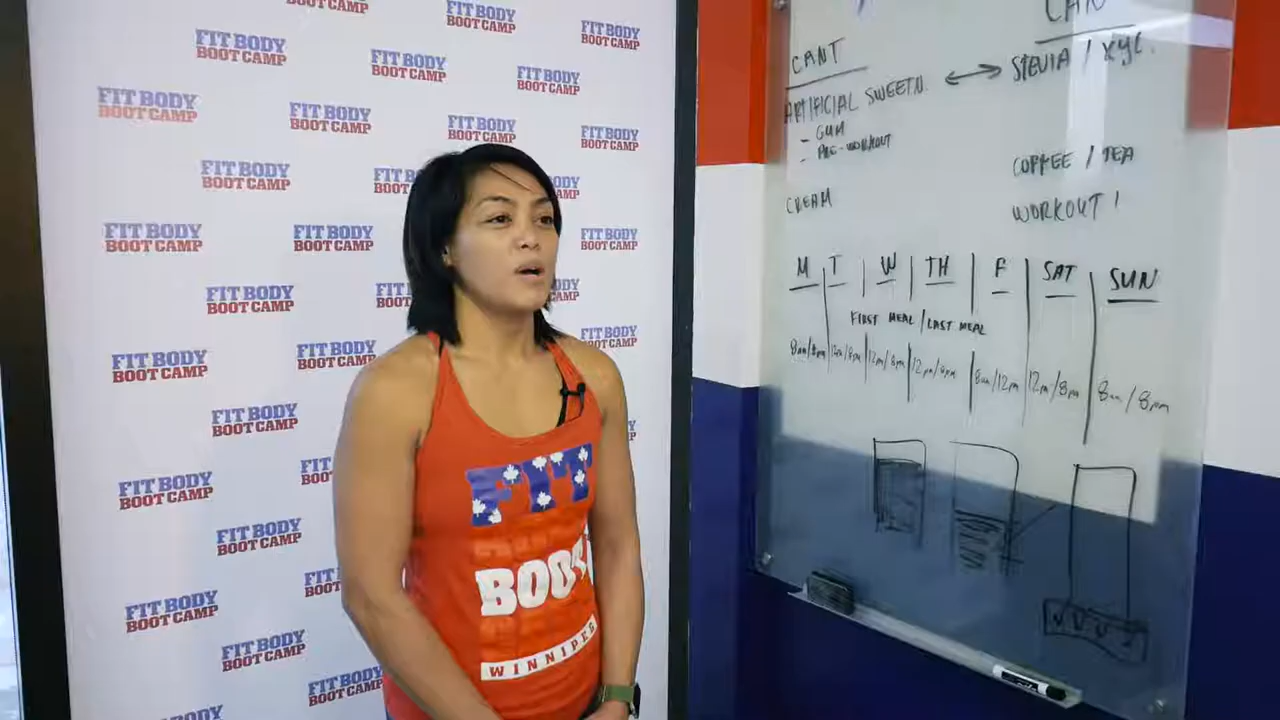 FIT BODY
BOOT CAMP
FIT
BOOT
WINNIPEG
CAN'T
ARTIFICIAL SWEETN.
- GUM
- PRE-WORKOUT
CREAM
CAN
STEVIA / XYL.
COFFEE / TEA
WORKOUT!
M T W TH F SAT SUN
FIRST MEAL / LAST MEAL
8am/8pm 12pm/8pm 12pm/8pm 12pm/8pm 8am/12pm 12pm/8pm 8am/8pm